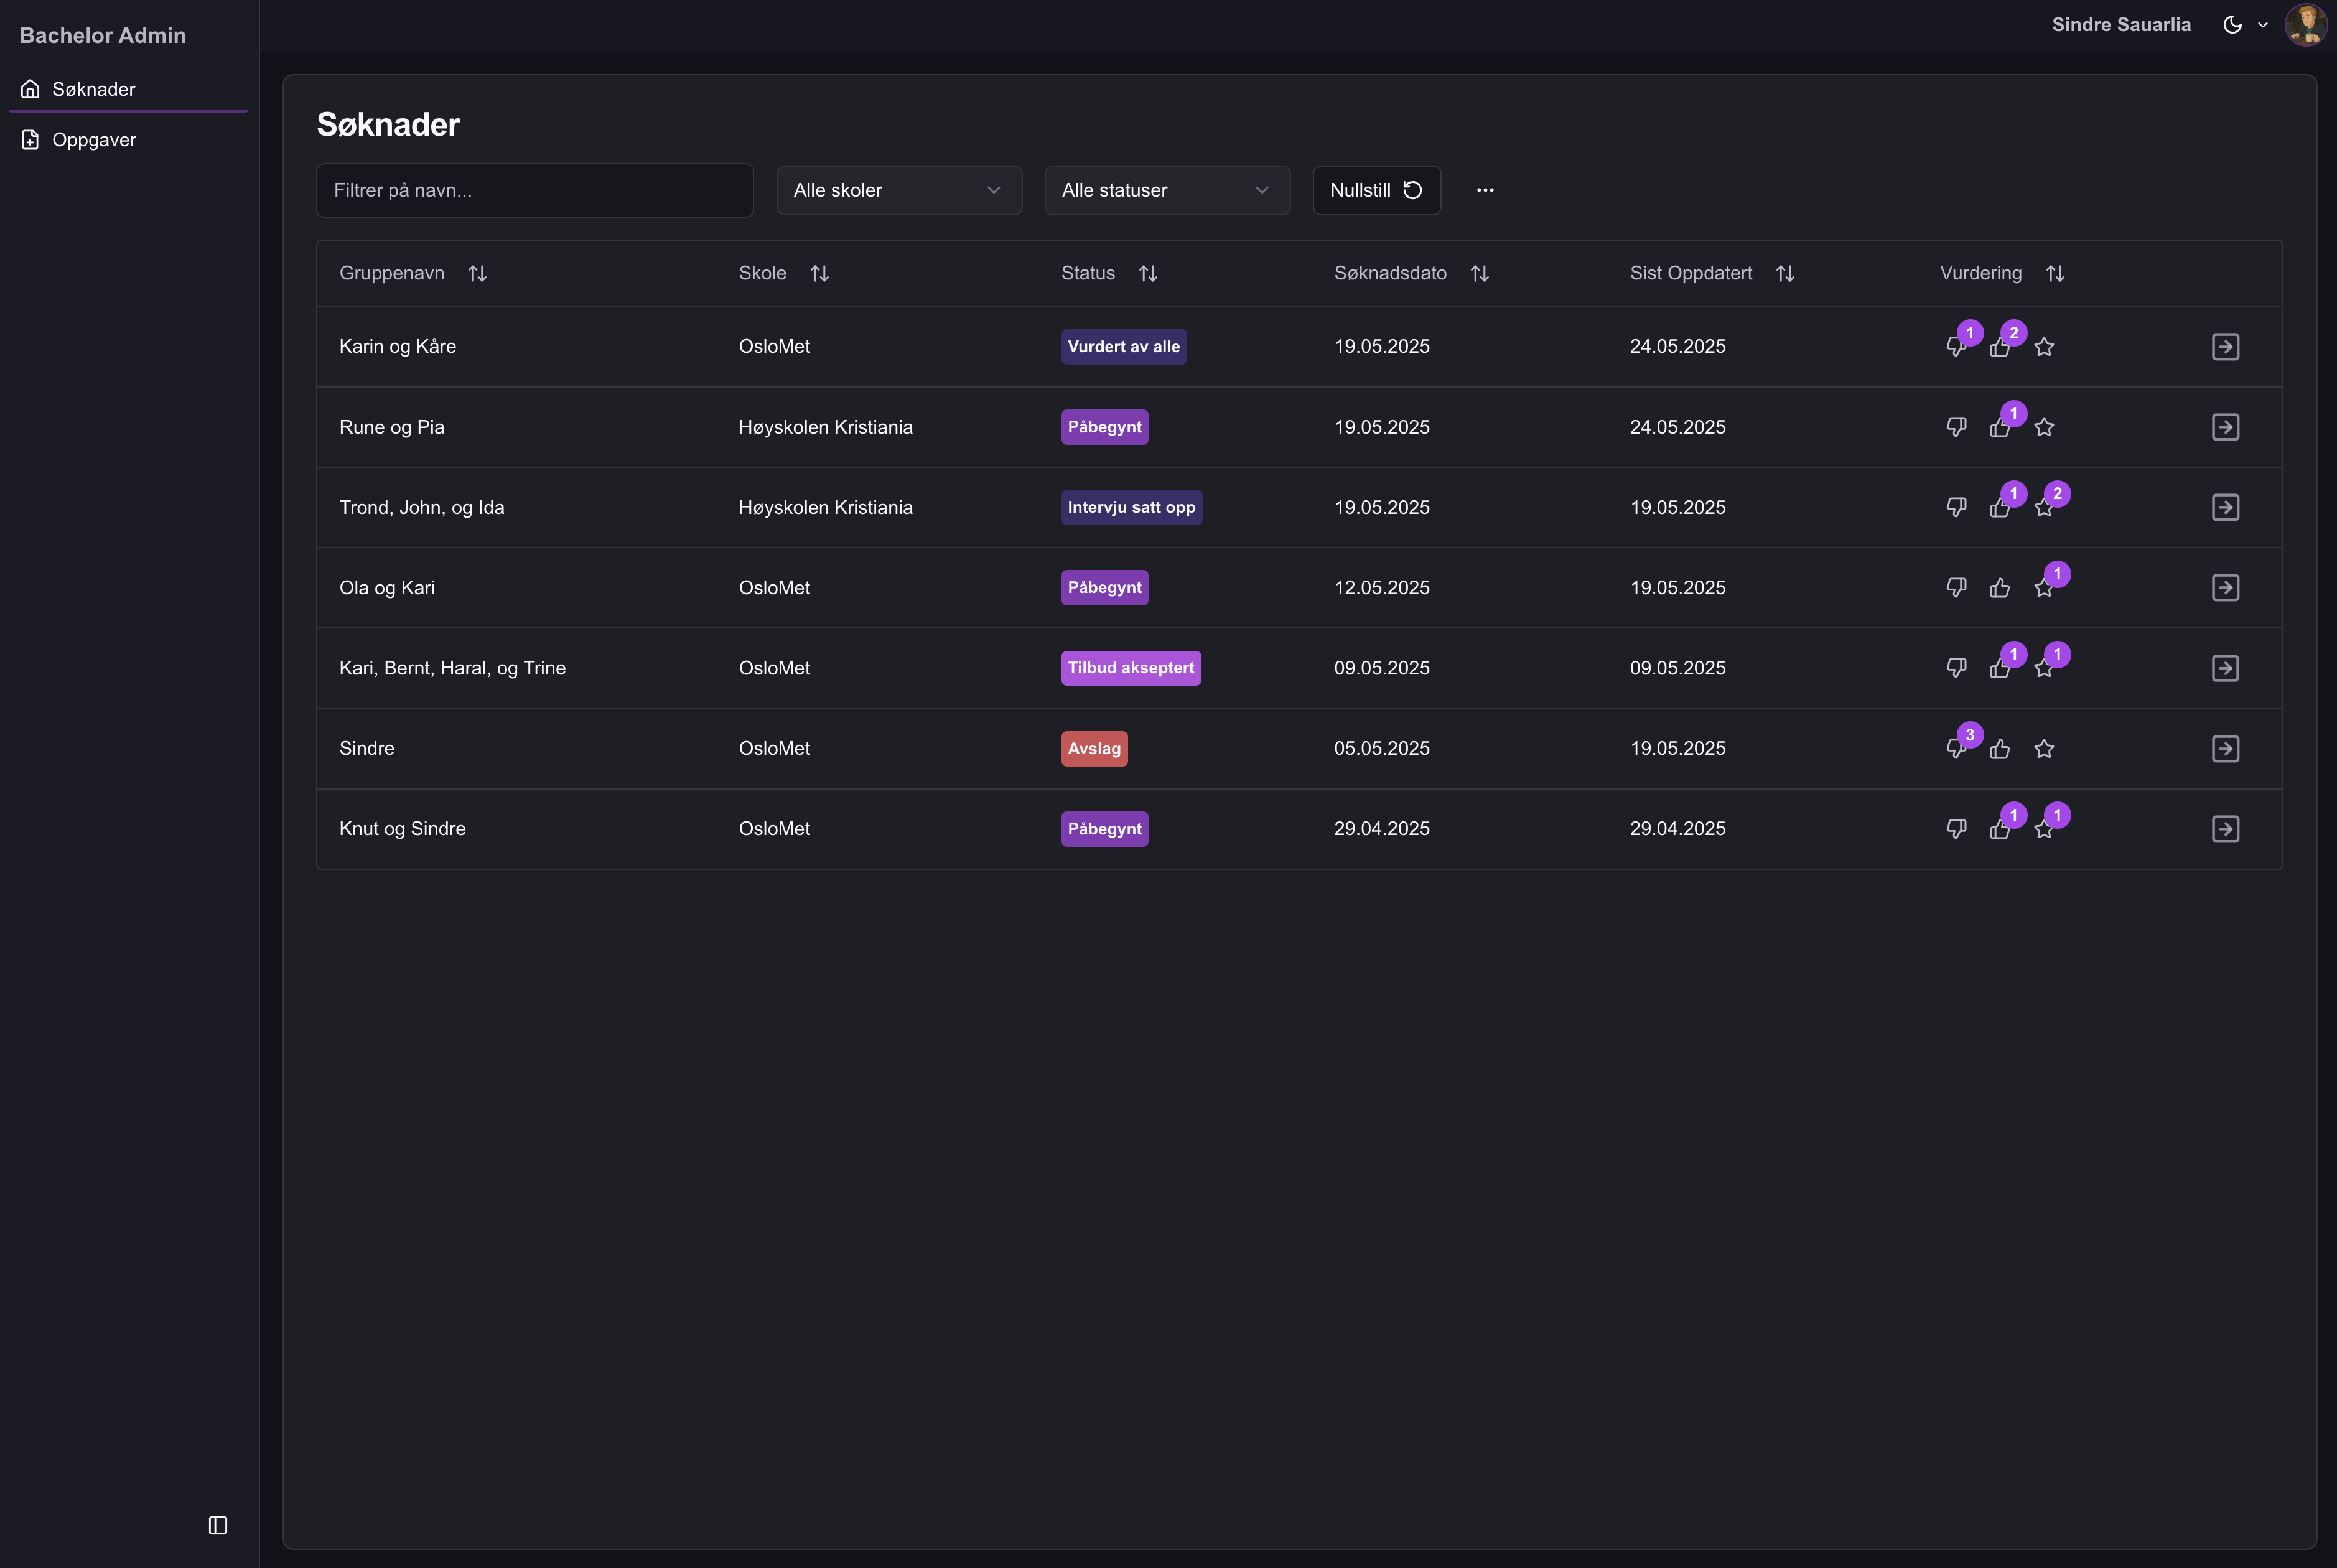 Bachelor Admin
Sindre Sauarlia
Søknader
Oppgaver
Søknader
Filtrer på navn...
Alle skoler
Alle statuser
Nullstill
Gruppenavn Skole Status Søknadsdato Sist Oppdatert Vurdering
Karin og Kåre OsloMet Vurdert av alle 19.05.2025 24.05.2025 1 2
Rune og Pia Høyskolen Kristiania Påbegynt 19.05.2025 24.05.2025 1
Trond, John, og Ida Høyskolen Kristiania Intervju satt opp 19.05.2025 19.05.2025 1 2
Ola og Kari OsloMet Påbegynt 12.05.2025 19.05.2025 1
Kari, Bernt, Haral, og Trine OsloMet Tilbud akseptert 09.05.2025 09.05.2025 1 1
Sindre OsloMet Avslag 05.05.2025 19.05.2025 3
Knut og Sindre OsloMet Påbegynt 29.04.2025 29.04.2025 1 1